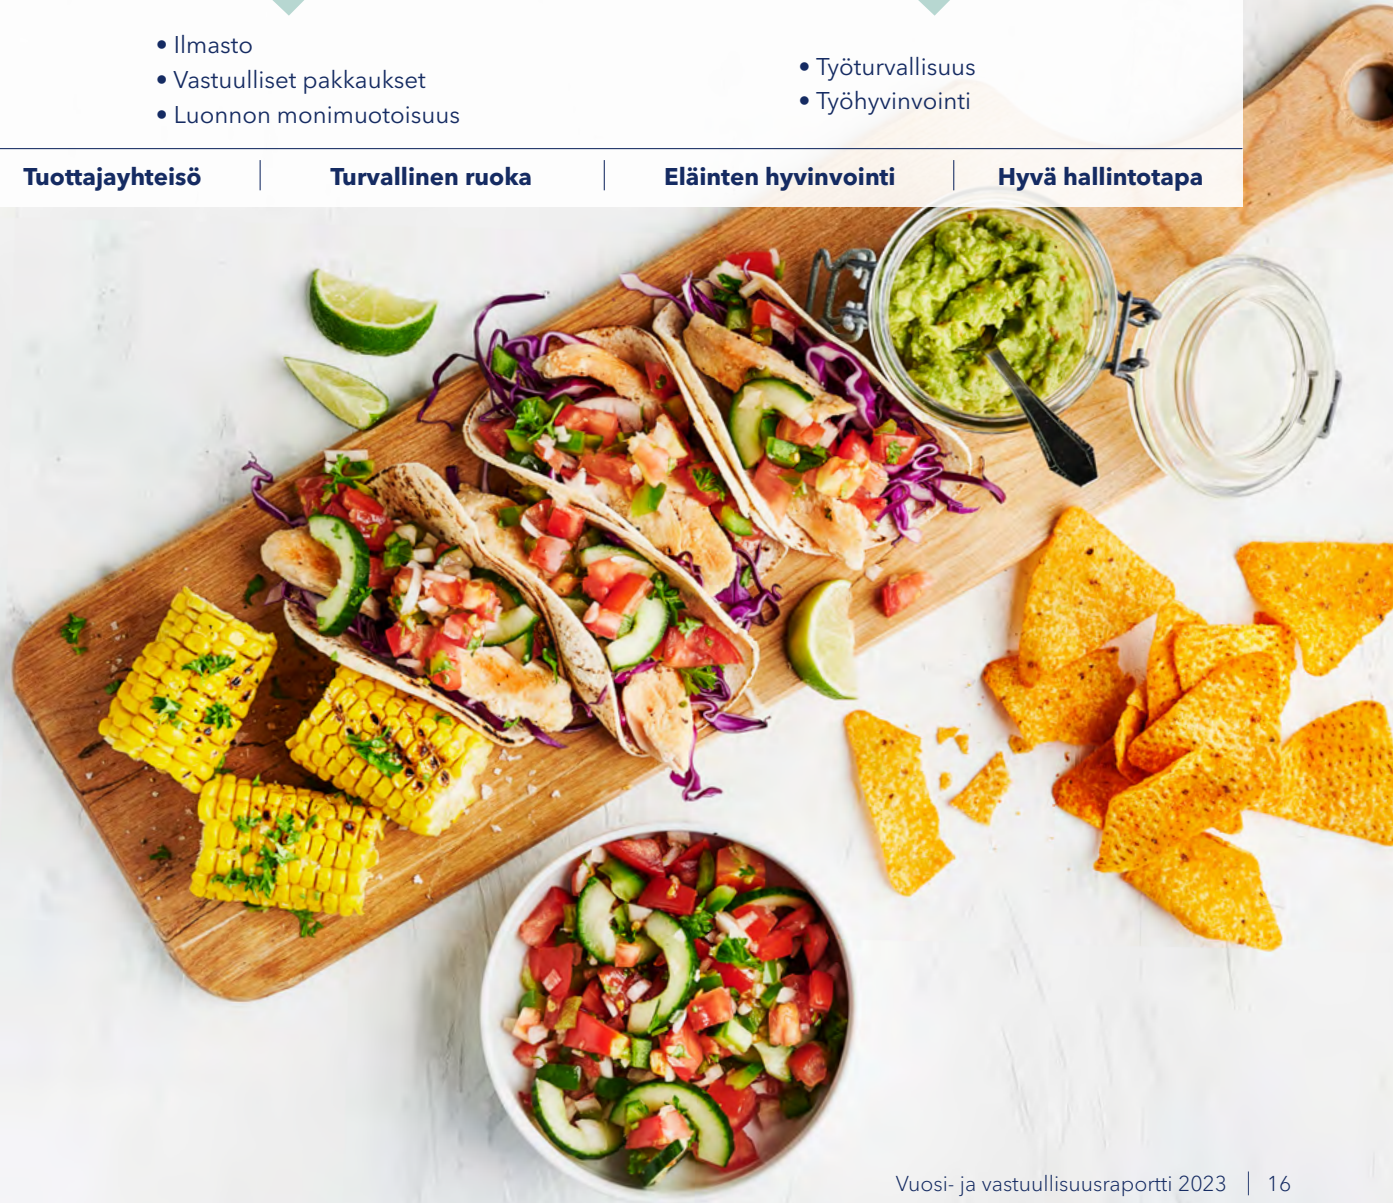 • Ilmasto
• Vastuulliset pakkaukset
• Luonnon monimuotoisuus
• Työturvallisuus
• Työhyvinvointi
Tuottajayhteisö | Turvallinen ruoka | Eläinten hyvinvointi | Hyvä hallintotapa
Vuosi- ja vastuullisuusraportti 2023 | 16